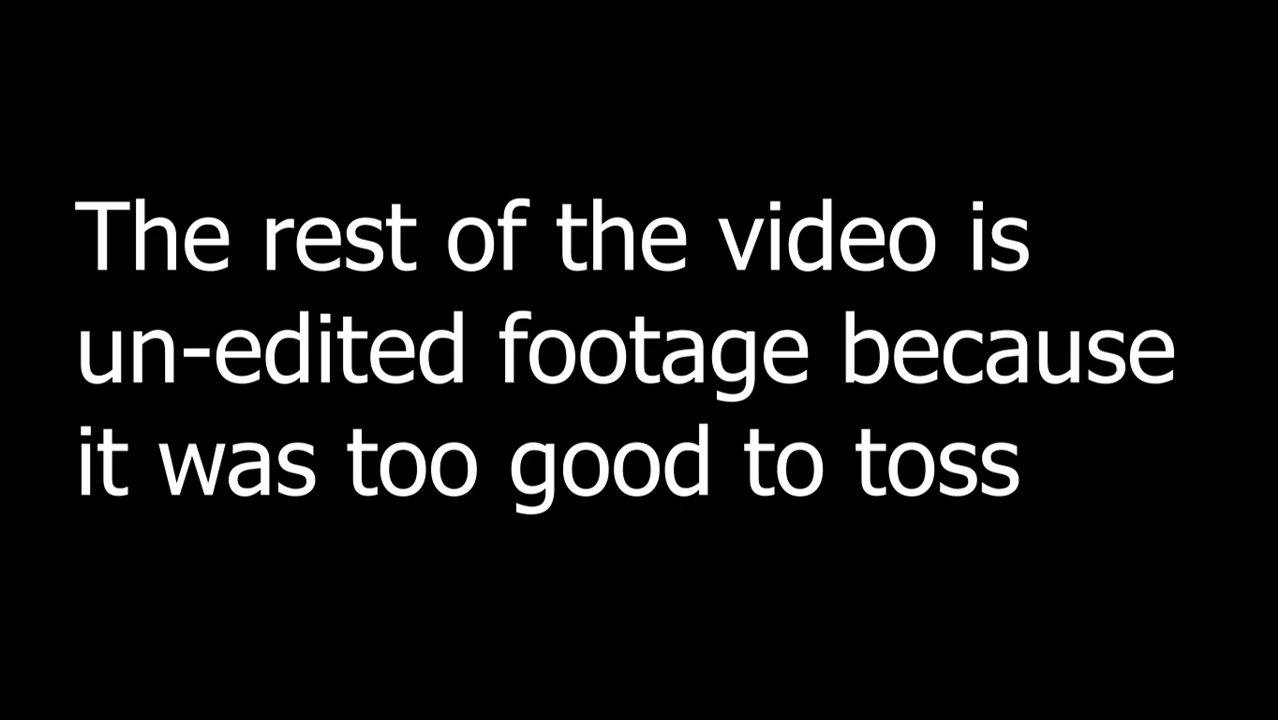 The rest of the video is
un-edited footage because
it was too good to toss